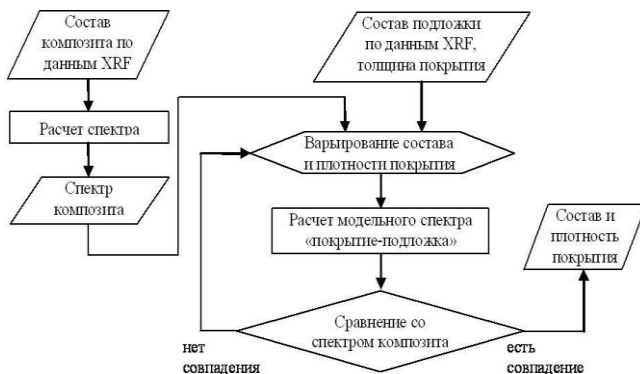 Состав
композита по
данным XRF
Расчет спектра
Спектр
композита
Состав подложки
по данным XRF,
толщина покрытия
Варьирование состава
и плотности покрытия
Расчет модельного спектра
«покрытие-подложка»
Сравнение со
спектром композита
нет
совпадения
есть
совпадение
Состав и
плотность
покрытия